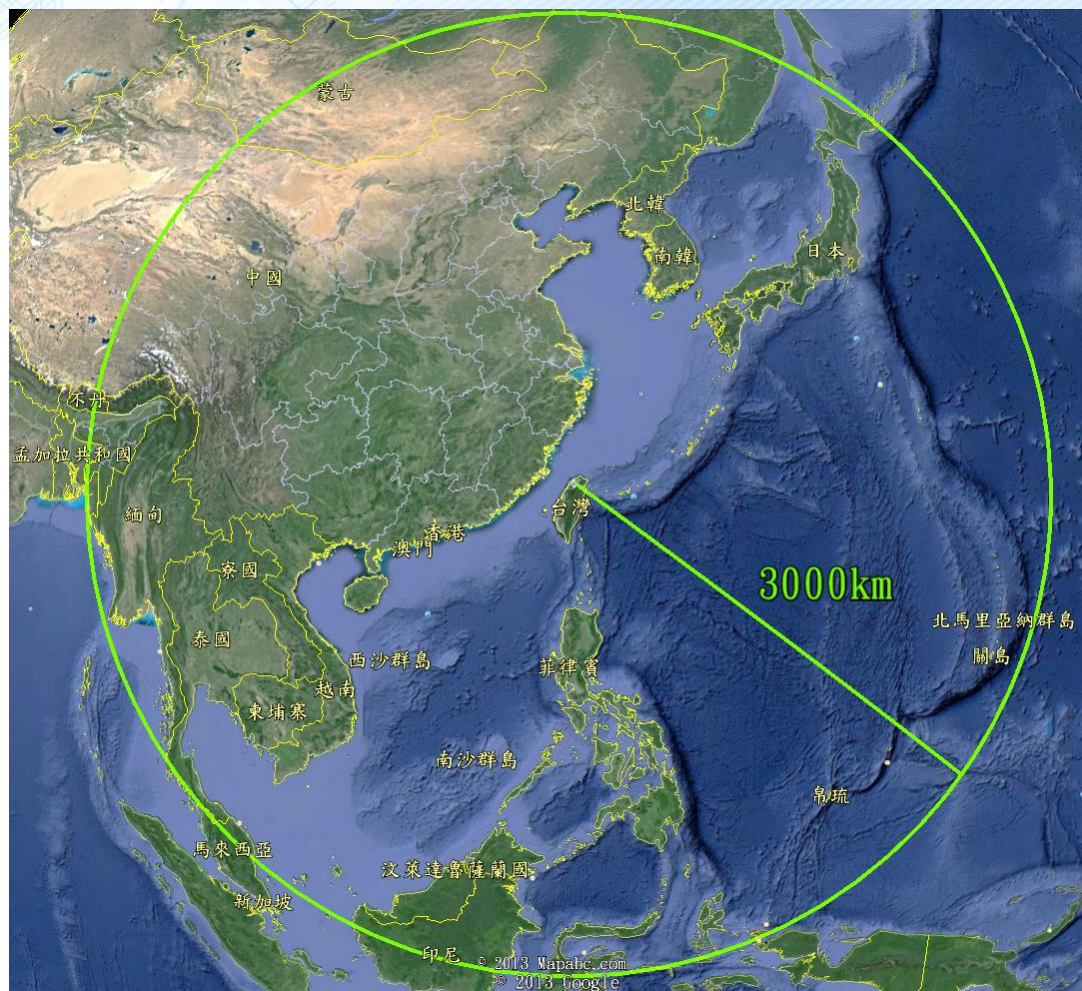 蒙古
北韓
南韓
日本
中國
不丹
孟加拉共和國
緬甸
台灣
香港
澳門
寮國
3000km
北馬里亞納群島
泰國
西沙群島
關島
菲律賓
越南
柬埔寨
南沙群島
帛琉
馬來西亞
汶萊達魯薩蘭國
新加坡
印尼
© 2013 Mapabc.com
© 2013 Google